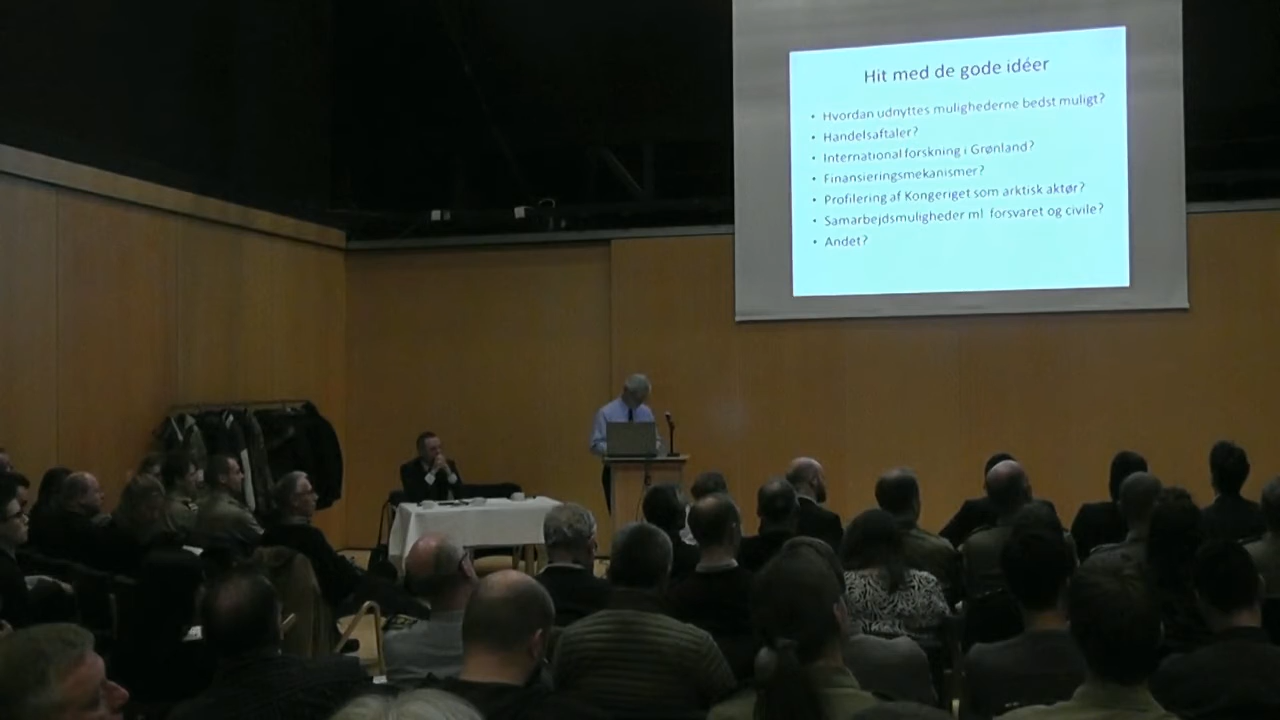 Hit med de gode idéer
• Hvordan udnyttes mulighederne bedst muligt?
• Handelsaftaler?
• International forskning i Grønland?
• Finansieringsmekanismer?
• Profilering af Kongeriget som arktisk aktør?
• Samarbejdsmuligheder ml forsvaret og civile?
• Andet?